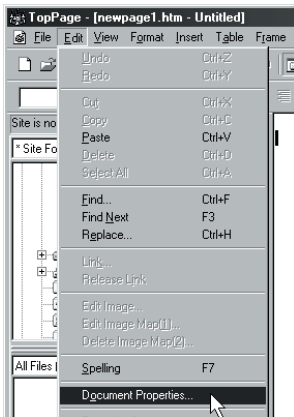 TopPage - [newpage1.htm - Untitled]
File Edit View Format Insert Table Frame
Undo Ctrl+Z
Redo Ctrl+Y
Cut Ctrl+X
Copy Ctrl+C
Site is no
Paste Ctrl+V
* Site Fo
Delete Ctrl+D
Select All Ctrl+A
Find... Ctrl+F
Find Next F3
Replace... Ctrl+H
Link...
Release Link
Edit Image...
Edit Image Map(1)...
Delete Image Map(2)...
All Files
Spelling F7
Document Properties...